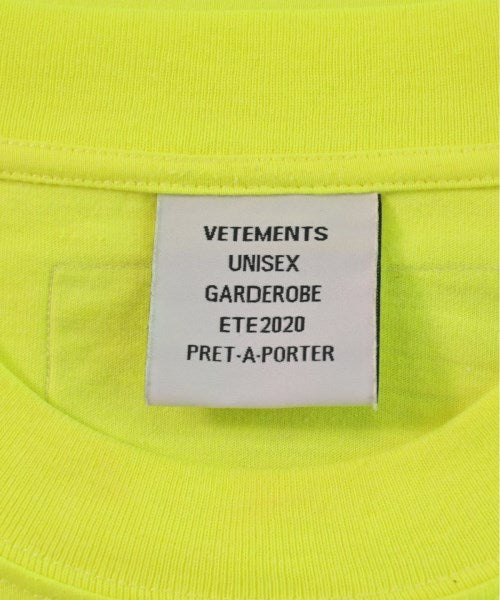 VETEMENTS
UNISEX
GARDEROBE
ETE2020
PRET-A-PORTER